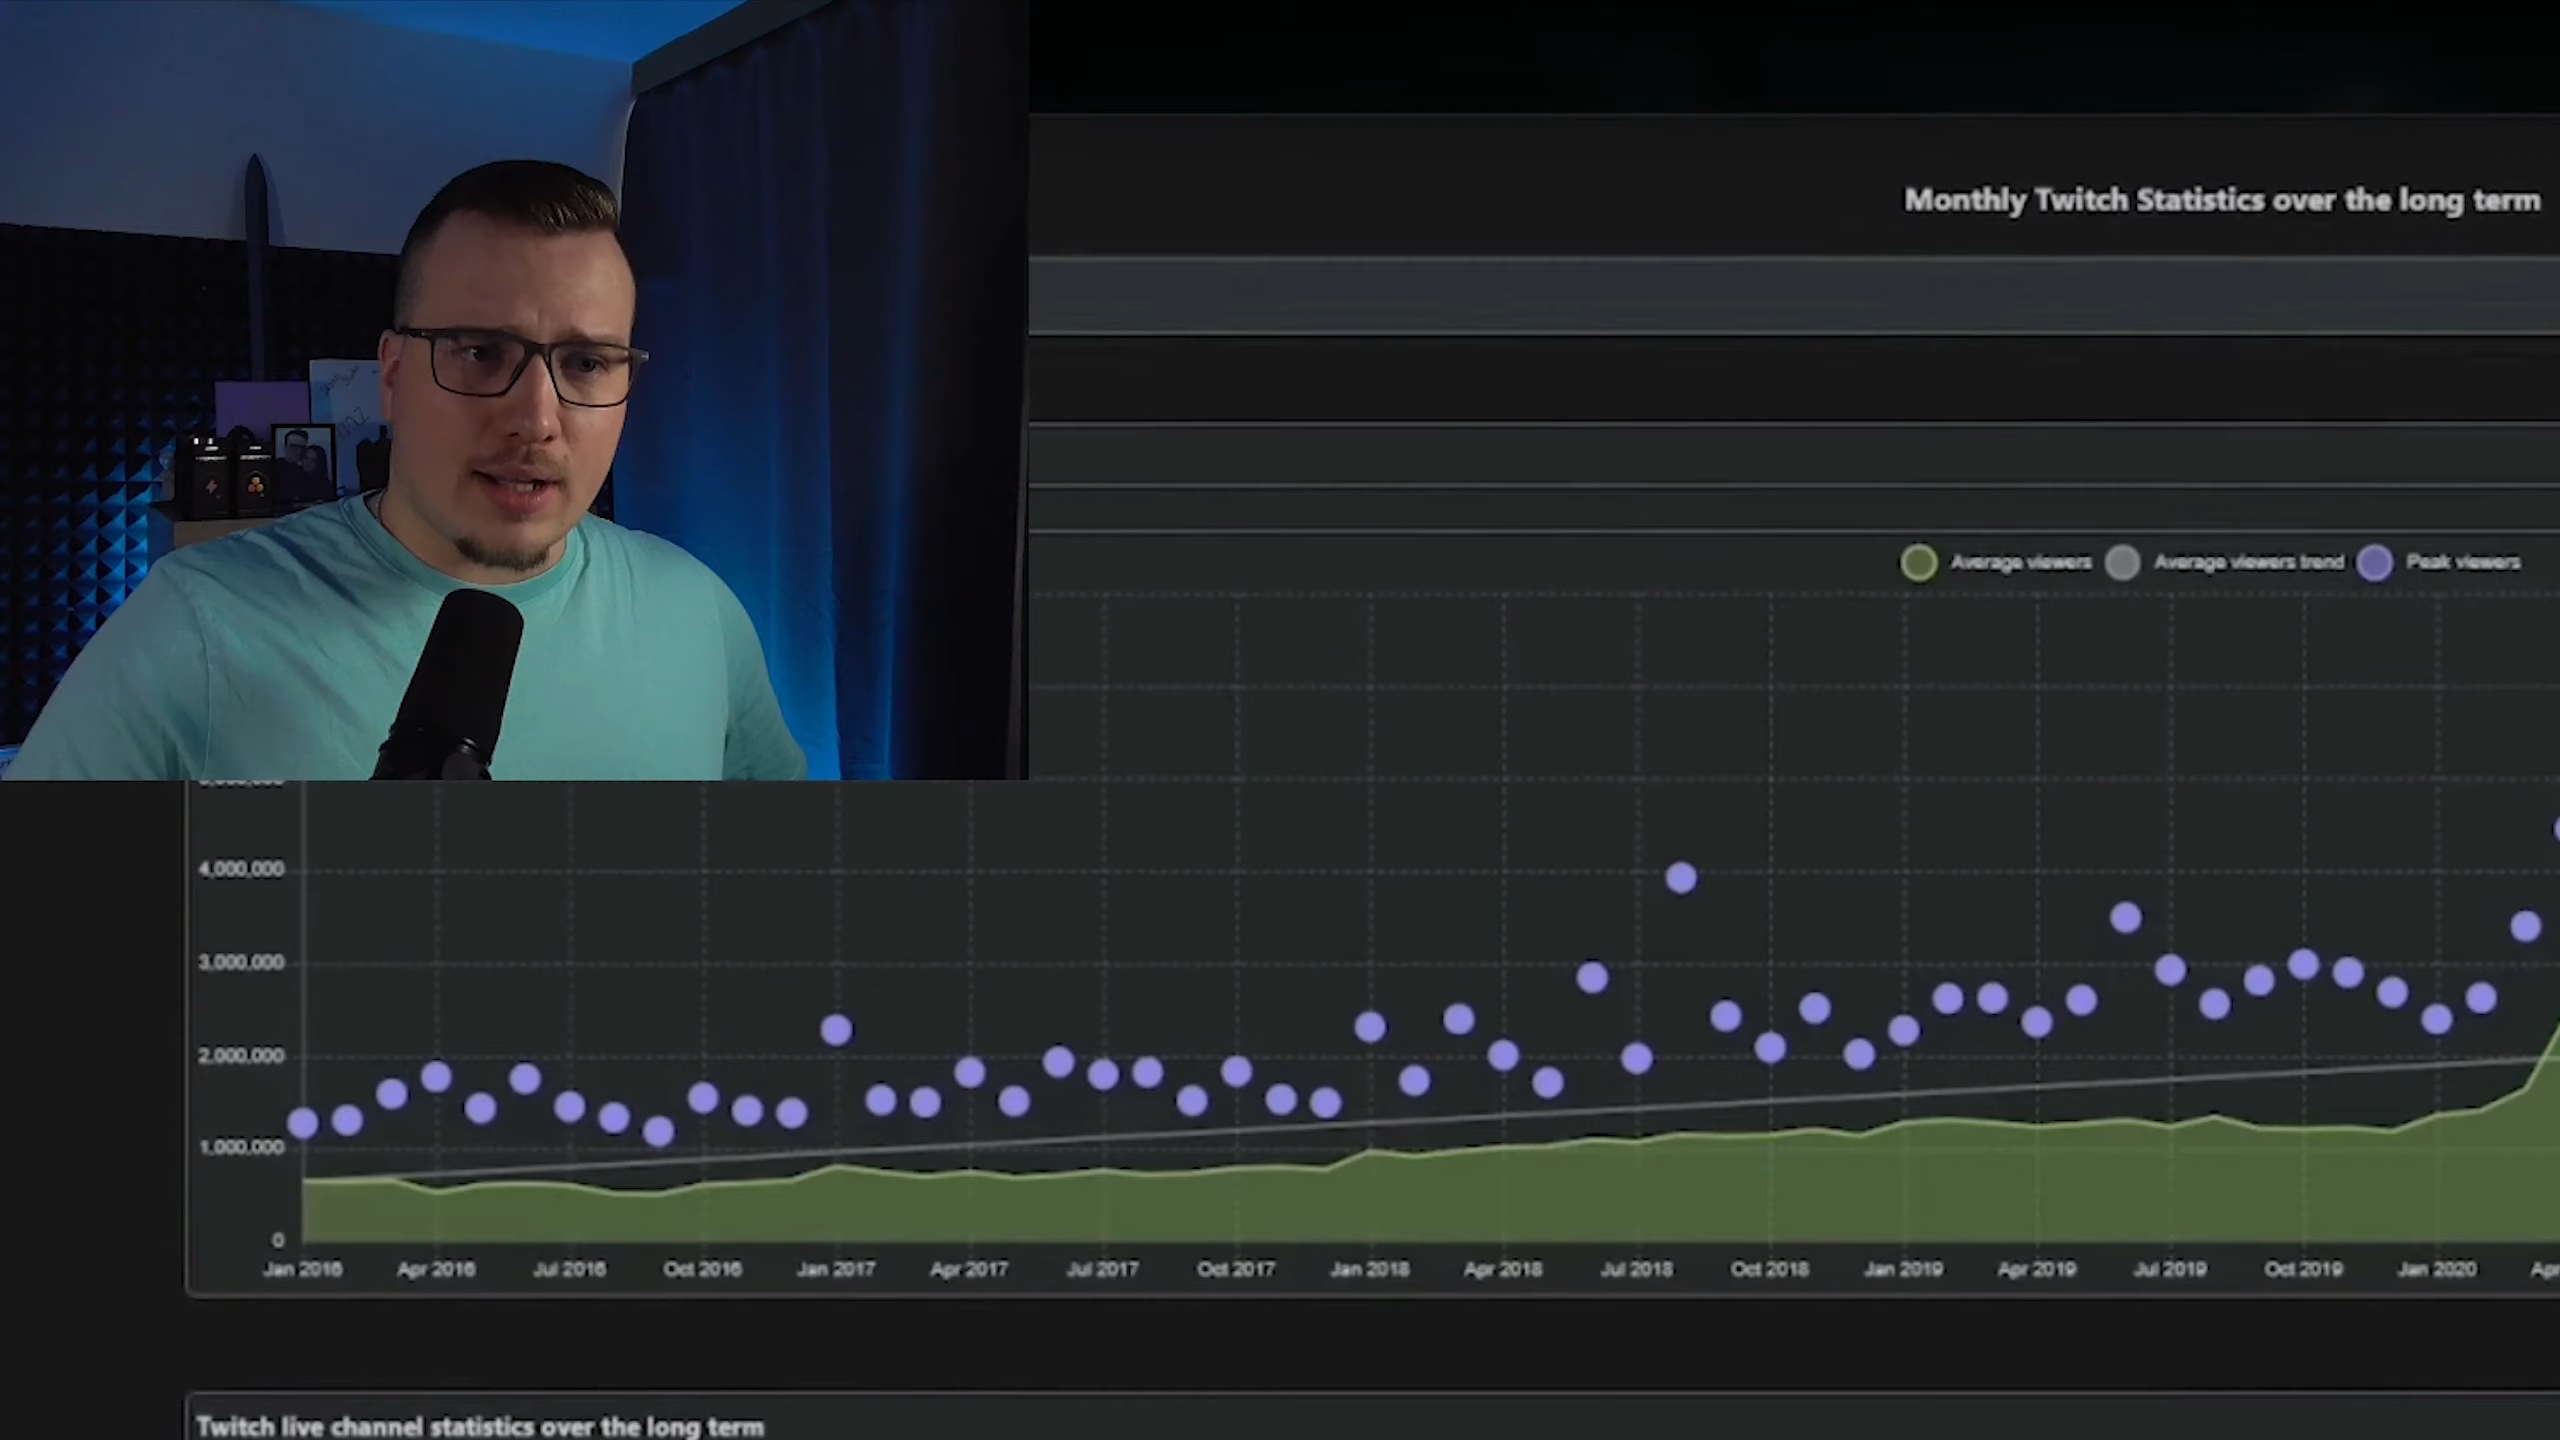 Monthly Twitch Statistics over the long term
Average viewers
Average viewers trend
Peak viewers
4,000,000
3,000,000
2,000,000
1,000,000
0
Jan 2016
Apr 2016
Jul 2016
Oct 2016
Jan 2017
Apr 2017
Jul 2017
Oct 2017
Jan 2018
Apr 2018
Jul 2018
Oct 2018
Jan 2019
Apr 2019
Jul 2019
Oct 2019
Jan 2020
Twitch live channel statistics over the long term